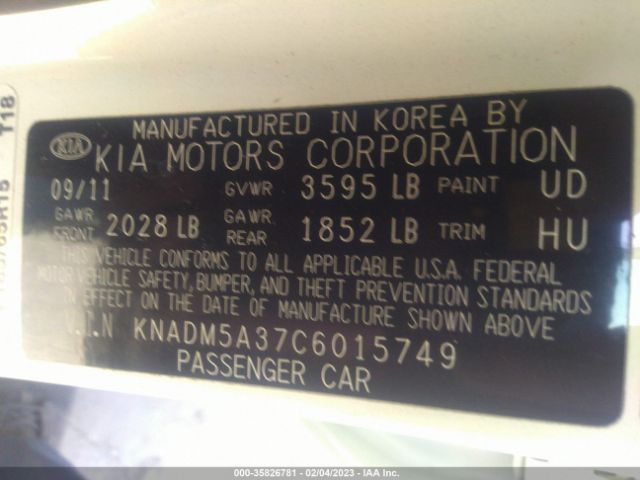 T18
MANUFACTURED IN KOREA BY
KIA KIA MOTORS CORPORATION
09/11 GVWR 3595 LB PAINT UD
GAWR FRONT 2028 LB GAWR REAR 1852 LB TRIM HU
THIS VEHICLE CONFORMS TO ALL APPLICABLE U.S.A. FEDERAL
MOTOR VEHICLE SAFETY, BUMPER, AND THEFT PREVENTION STANDARDS
IN EFFECT ON THE DATE OF MANUFACTURE SHOWN ABOVE
V.I.N KNADM5A37C6015749
PASSENGER CAR
000-35826781 - 02/04/2023 - IAA Inc.